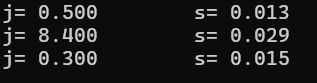 j= 0.500        s= 0.013
j= 8.400        s= 0.029
j= 0.300        s= 0.015